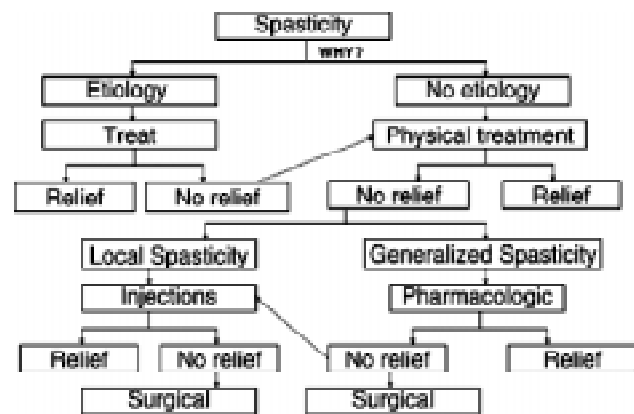 Spasticity
WHY?
Etiology No etiology
Treat Physical treatment
Relief No relief No relief Relief
Local Spasticity Generalized Spasticity
Injections Pharmacologic
Relief No relief No relief Relief
Surgical Surgical